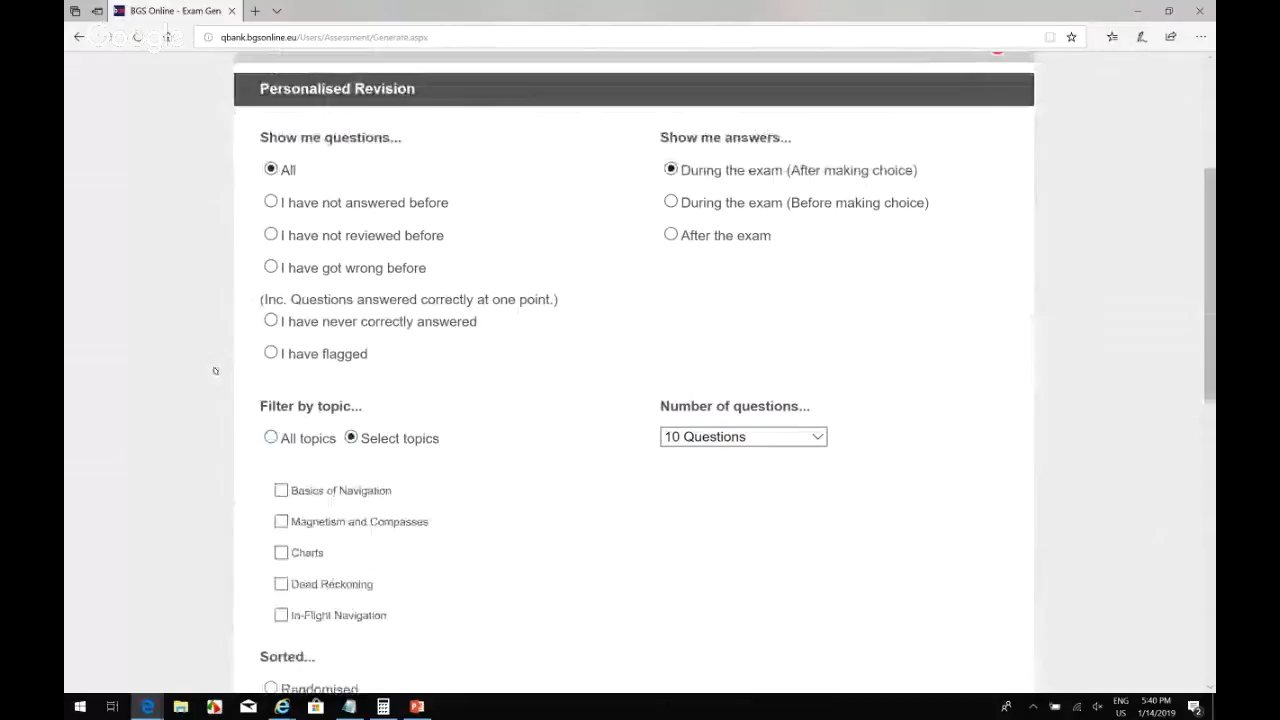 BGS Online - Exam Gen
qbank.bgsonline.eu/Users/Assessment/Generate.aspx
Google
Personalised Revision
Show me questions...
All
I have not answered before
I have not reviewed before
I have got wrong before
(Inc. Questions answered correctly at one point.)
I have never correctly answered
I have flagged
Show me answers...
During the exam (After making choice)
During the exam (Before making choice)
After the exam
Filter by topic...
All topics Select topics
Basics of Navigation
Magnetism and Compasses
Charts
Dead Reckoning
In-Flight Navigation
Number of questions...
10 Questions
Sorted...
Randomised
ENG
US
5:40 PM
1/14/2019
2